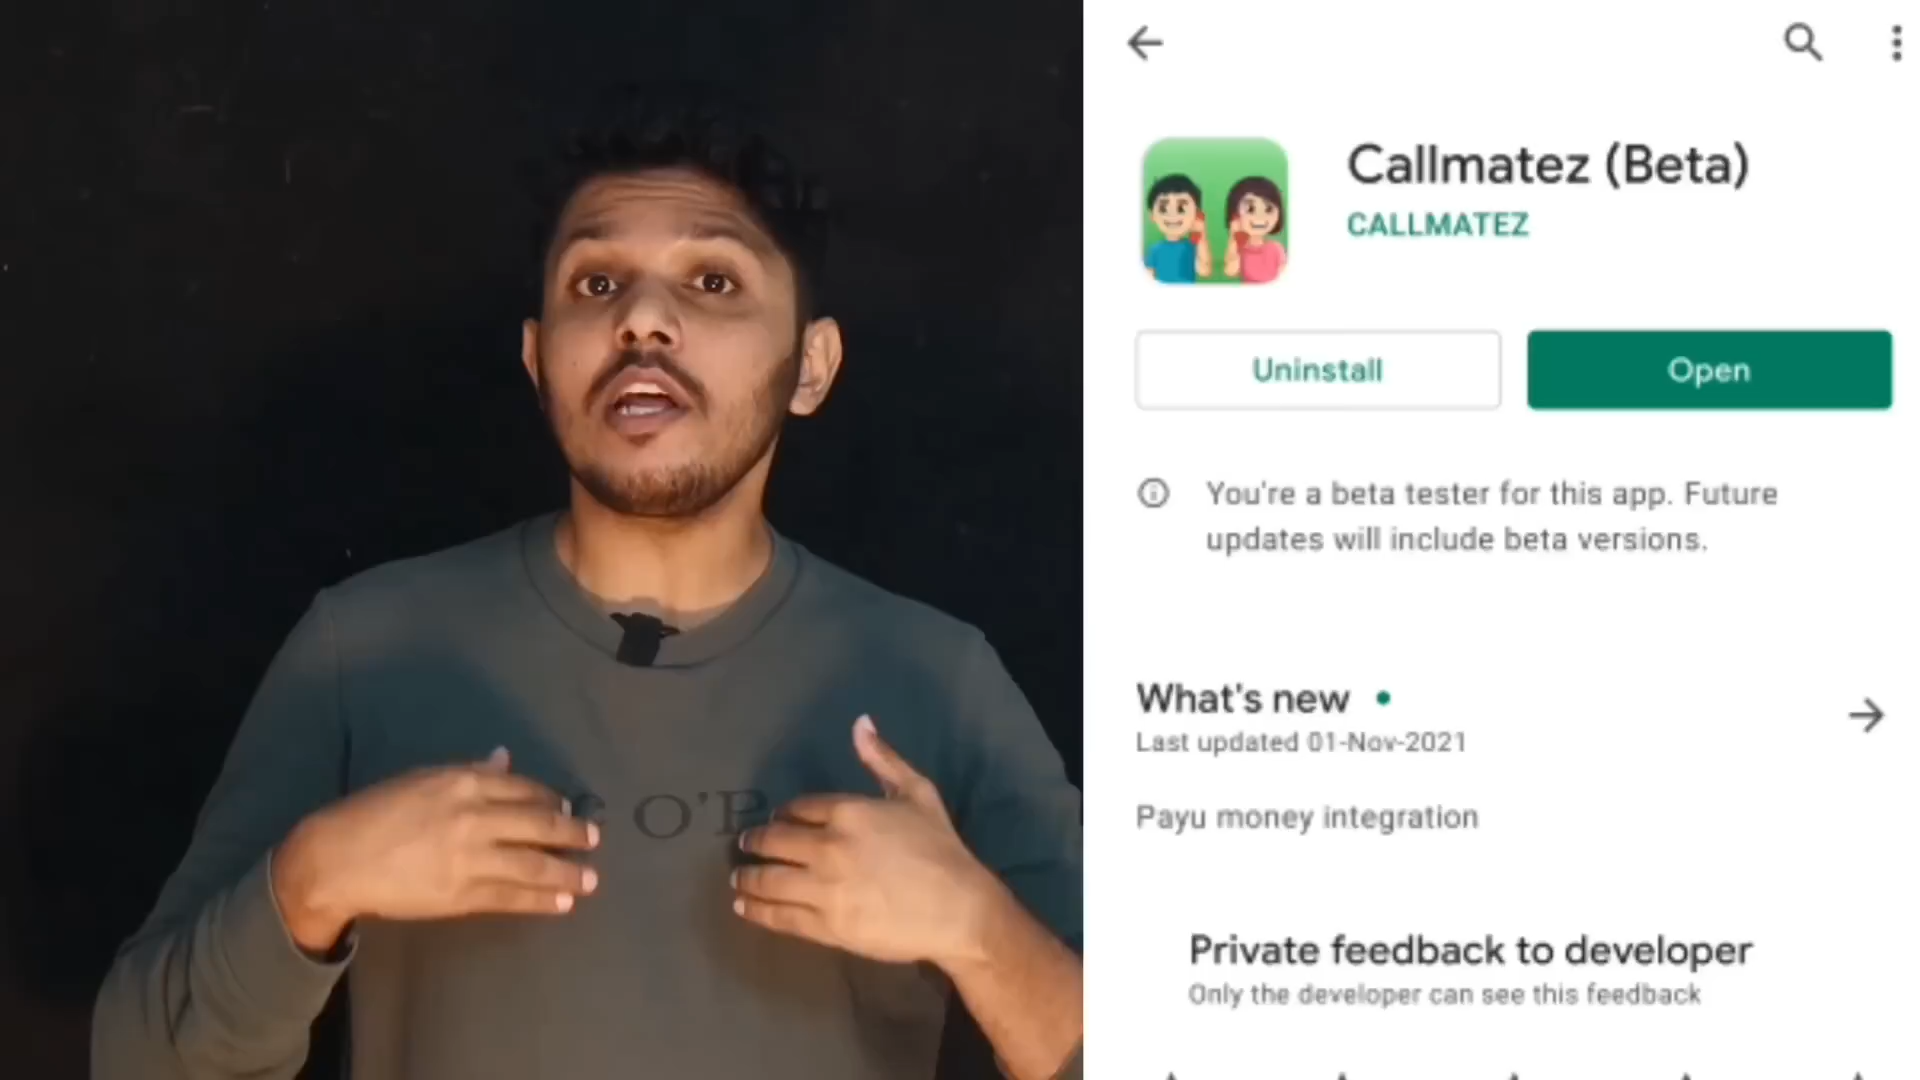 O'P
Callmatez (Beta)
CALLMATEZ
Uninstall
Open
You're a beta tester for this app. Future
updates will include beta versions.
What's new
Last updated 01-Nov-2021
Payu money integration
Private feedback to developer
Only the developer can see this feedback